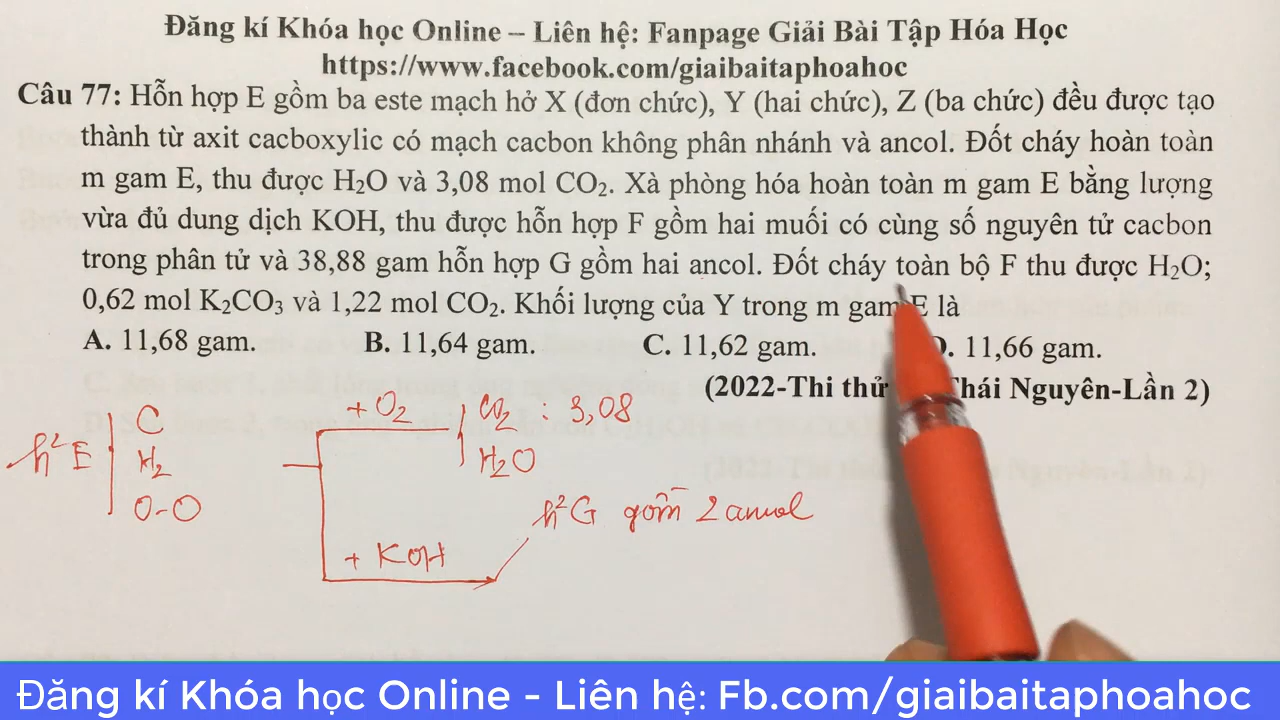 Đăng kí Khóa học Online – Liên hệ: Fanpage Giải Bài Tập Hóa Học
https://www.facebook.com/giaibaitaphoahoc
Câu 77: Hỗn hợp E gồm ba este mạch hở X (đơn chức), Y (hai chức), Z (ba chức) đều được tạo
thành từ axit cacboxylic có mạch cacbon không phân nhánh và ancol. Đốt cháy hoàn toàn
m gam E, thu được H₂O và 3,08 mol CO₂. Xà phòng hóa hoàn toàn m gam E bằng lượng
vừa đủ dung dịch KOH, thu được hỗn hợp F gồm hai muối có cùng số nguyên tử cacbon
trong phân tử và 38,88 gam hỗn hợp G gồm hai ancol. Đốt cháy toàn bộ F thu được H₂O;
0,62 mol K₂CO₃ và 1,22 mol CO₂. Khối lượng của Y trong m gam E là
A. 11,68 gam. B. 11,64 gam. C. 11,62 gam. D. 11,66 gam.
(2022-Thi thử Thái Nguyên-Lần 2)
h² E
C
H₂
O-O
+ O₂
CO₂ : 3,08
H₂O
h² G gồm 2 ancol
+ KOH
Đăng kí Khóa học Online - Liên hệ: Fb.com/giaibaitaphoahoc